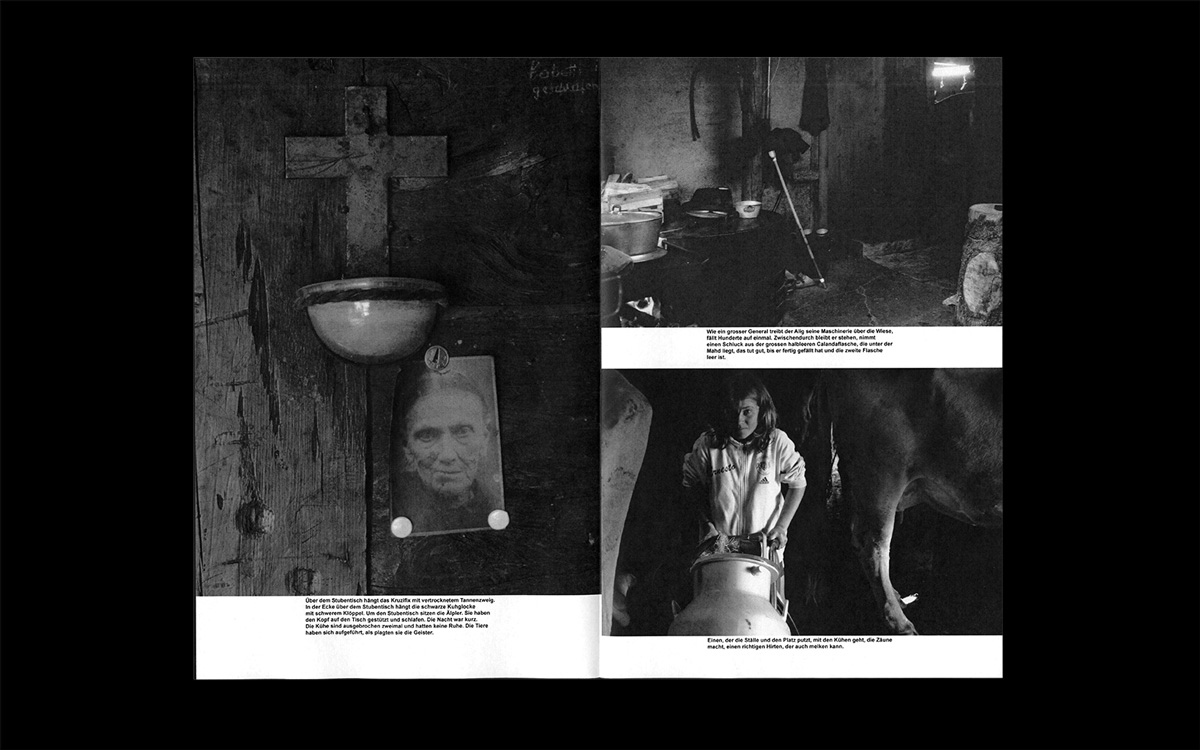 Über dem Stubentisch hängt das Kruzifix mit vertrocknetem Tannenzweig.
In der Ecke über dem Stubentisch hängt die schwarze Kuhglocke
mit schwerem Klöppel. Um den Stubentisch sitzen die Älpler. Sie haben
den Kopf auf den Tisch gestützt und schlafen. Die Nacht war kurz.
Die Kühe sind ausgebrochen zweimal und hatten keine Ruhe. Die Tiere
haben sich aufgeführt, als plagten sie die Geister.
Wie ein grosser General treibt der Alig seine Maschinerie über die Wiese,
fällt Hunderte auf einmal. Zwischendurch bleibt er stehen, nimmt
einen Schluck aus der grossen halbleeren Calandaflasche, die unter der
Mahd liegt, das tut gut, bis er fertig gefällt hat und die zweite Flasche
leer ist.
adidas
Einen, der die Ställe und den Platz putzt, mit den Kühen geht, die Zäune
macht, einen richtigen Hirten, der auch melken kann.